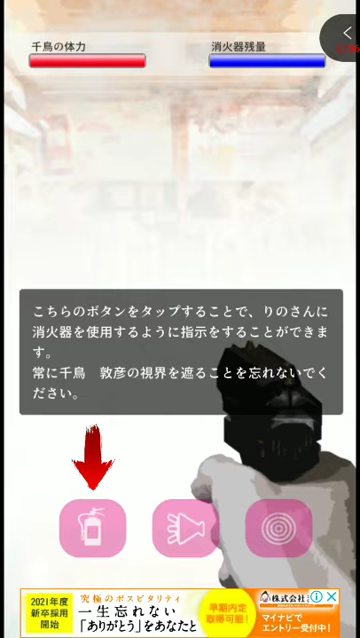 千鳥の体力
消火器残量
こちらのボタンをタップすることで、りのさんに
消火器を使用するように指示をすることができま
す。
常に千鳥　敦彦の視界を遮ることを忘れないでく
ださい。
2021年度
新卒採用
開始
究極のホスピタリティ
一生忘れない
「ありがとう」をあなたと
早期内定
取得可能！
株式会社
マイナビで
エントリー受付中！